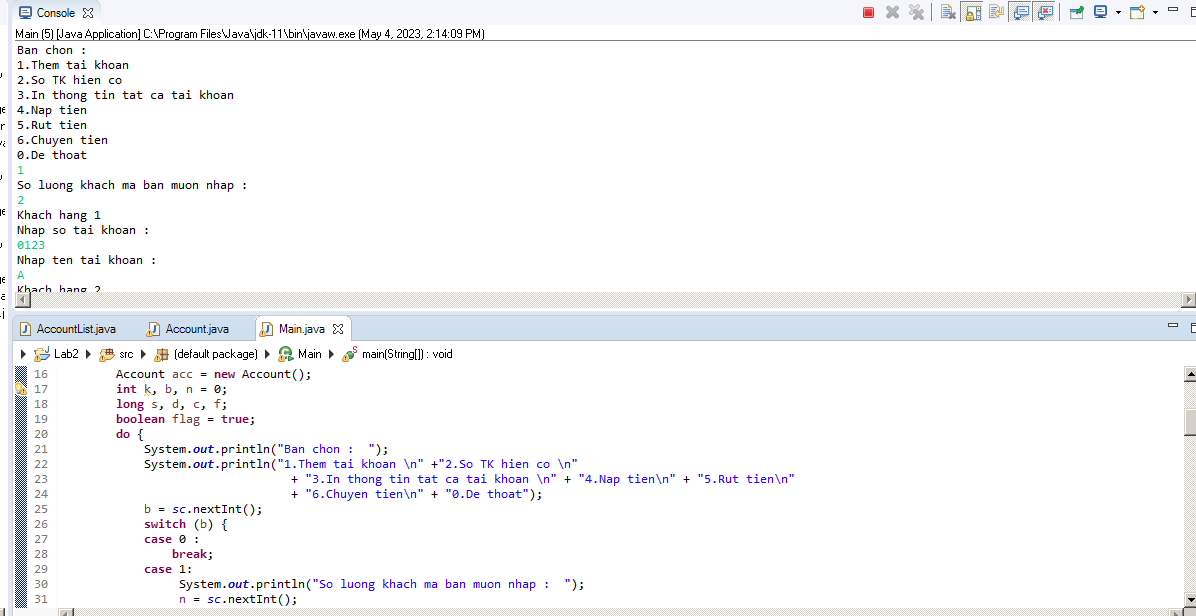 Console
Main (5) [Java Application] C:\Program Files\Java\jdk-11\bin\javaw.exe (May 4, 2023, 2:14:09 PM)
Ban chon :
1.Them tai khoan
2.So TK hien co
3.In thong tin tat ca tai khoan
4.Nap tien
5.Rut tien
6.Chuyen tien
0.De thoat
1
So luong khach ma ban muon nhap :
2
Khach hang 1
Nhap so tai khoan :
0123
Nhap ten tai khoan :
A
Khach hang 2
AccountList.java Account.java Main.java
Lab2 src (default package) Main main(String[]) : void
16 Account acc = new Account();
17 int k, b, n = 0;
18 long s, d, c, f;
19 boolean flag = true;
20 do {
21 System.out.println("Ban chon :  ");
22 System.out.println("1.Them tai khoan \n" +"2.So TK hien co \n"
23 + "3.In thong tin tat ca tai khoan \n" + "4.Nap tien\n" + "5.Rut tien\n"
24 + "6.Chuyen tien\n" + "0.De thoat");
25 b = sc.nextInt();
26 switch (b) {
27 case 0 :
28 break;
29 case 1:
30 System.out.println("So luong khach ma ban muon nhap :  ");
31 n = sc.nextInt();